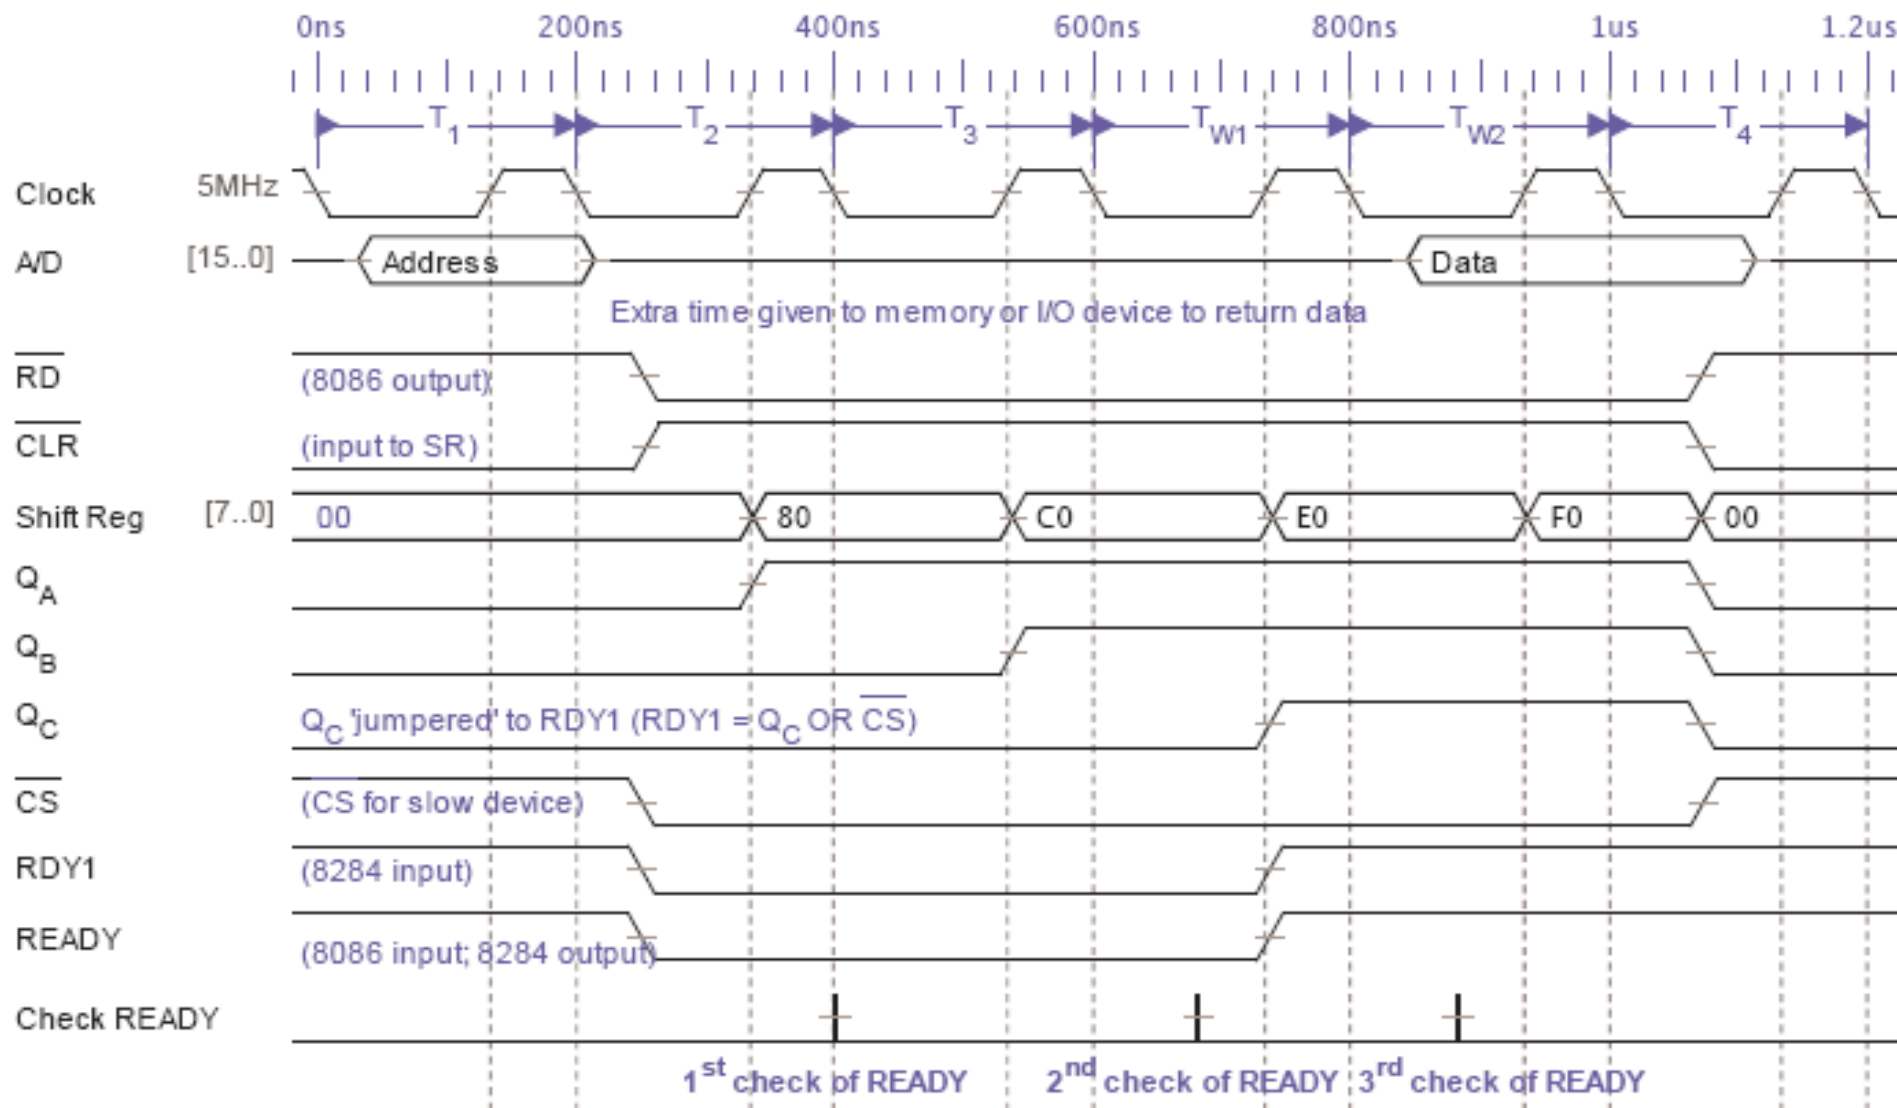 0ns 200ns 400ns 600ns 800ns 1us 1.2us
T1 T2 T3 TW1 TW2 T4
Clock 5MHz
A/D [15..0] Address Data
Extra time given to memory or I/O device to return data
RD (8086 output)
CLR (input to SR)
Shift Reg [7..0] 00 80 C0 E0 F0 00
QA
QB
QC QC 'jumpered' to RDY1 (RDY1 = QC OR CS)
CS (CS for slow device)
RDY1 (8284 input)
READY (8086 input; 8284 output)
Check READY
1st check of READY 2nd check of READY 3rd check of READY